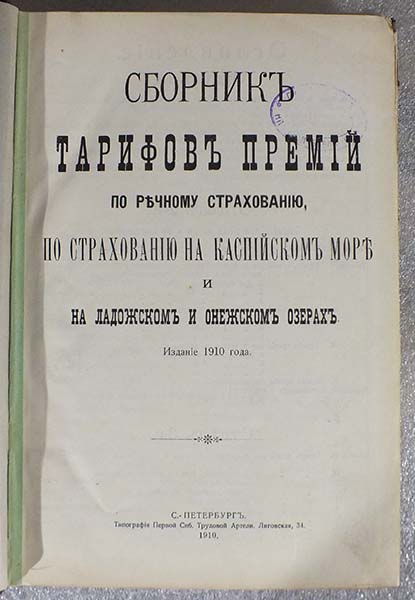 СБОРНИКЪ
ТАРИФОВЪ ПРЕМІЙ
ПО РѢЧНОМУ СТРАХОВАНІЮ,
ПО СТРАХОВАНІЮ НА КАСПІЙСКОМЪ МОРѢ
И
НА ЛАДОЖСКОМЪ И ОНЕЖСКОМЪ ОЗЕРАХЪ.
Изданіе 1910 года.
С.-ПЕТЕРБУРГЪ.
Типографія Первой Спб. Трудовой Артели. Лиговская, 34.
1910.